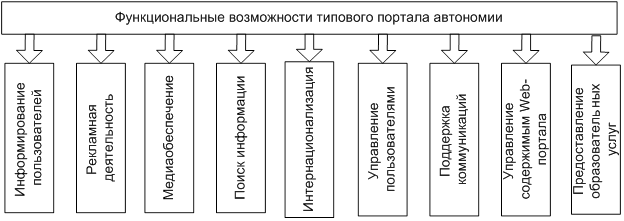 Функциональные возможности типового портала автономии
Информирование
пользователей
Рекламная
деятельность
Медиаобеспечение
Поиск информации
Интернационализация
Управление
пользователями
Поддержка
коммуникаций
Управление
содержимым Web-
портала
Предоставление
образовательных
услуг